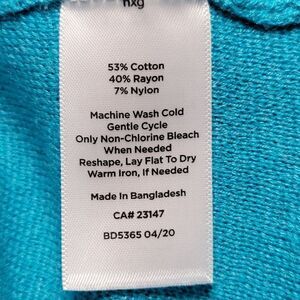 nxg
53% Cotton
40% Rayon
7% Nylon
Machine Wash Cold
Gentle Cycle
Only Non-Chlorine Bleach
When Needed
Reshape, Lay Flat To Dry
Warm Iron, If Needed
Made In Bangladesh
CA# 23147
BD5365 04/20